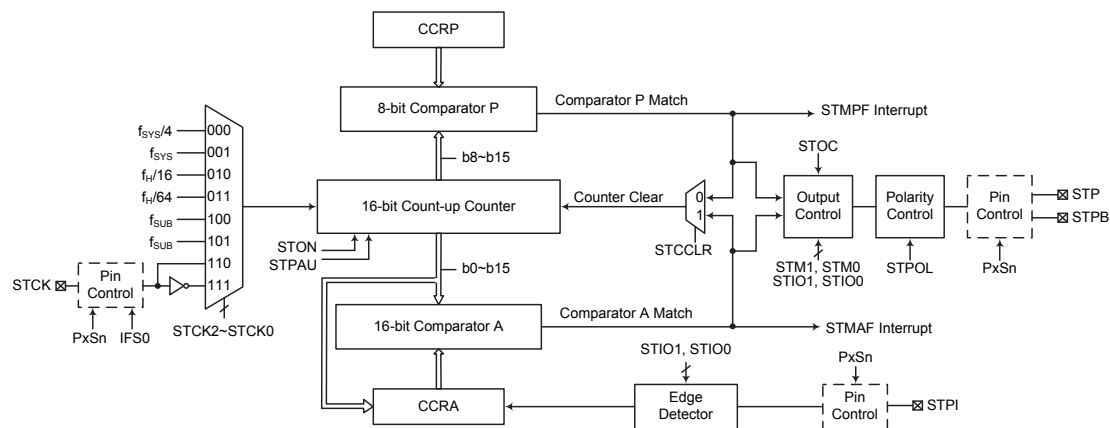 CCRP
8-bit Comparator P
Comparator P Match
STMPF Interrupt
b8~b15
fSYS/4
000
fSYS
001
fH/16
010
fH/64
011
fSUB
100
fSUB
101
110
111
STCK
Pin
Control
PxSn
IFS0
STCK2~STCK0
16-bit Count-up Counter
STON
STPAU
Counter Clear
0
1
STCCLR
STOC
Output
Control
STM1, STM0
STIO1, STIO0
Polarity
Control
STPOL
Pin
Control
PxSn
STP
STPB
b0~b15
16-bit Comparator A
Comparator A Match
STMAF Interrupt
CCRA
STIO1, STIO0
Edge
Detector
PxSn
Pin
Control
STPI